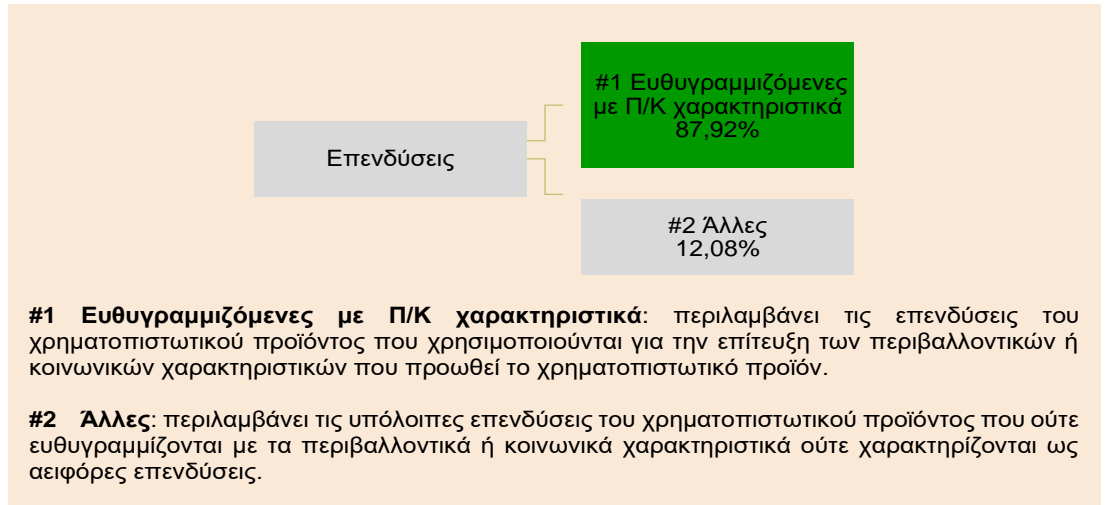 #1 Ευθυγραμμιζόμενες
με Π/Κ χαρακτηριστικά
87,92%
Επενδύσεις
#2 Άλλες
12,08%
#1 Ευθυγραμμιζόμενες με Π/Κ χαρακτηριστικά: περιλαμβάνει τις επενδύσεις του
χρηματοπιστωτικού προϊόντος που χρησιμοποιούνται για την επίτευξη των περιβαλλοντικών ή
κοινωνικών χαρακτηριστικών που προωθεί το χρηματοπιστωτικό προϊόν.
#2 Άλλες: περιλαμβάνει τις υπόλοιπες επενδύσεις του χρηματοπιστωτικού προϊόντος που ούτε
ευθυγραμμίζονται με τα περιβαλλοντικά ή κοινωνικά χαρακτηριστικά ούτε χαρακτηρίζονται ως
αειφόρες επενδύσεις.